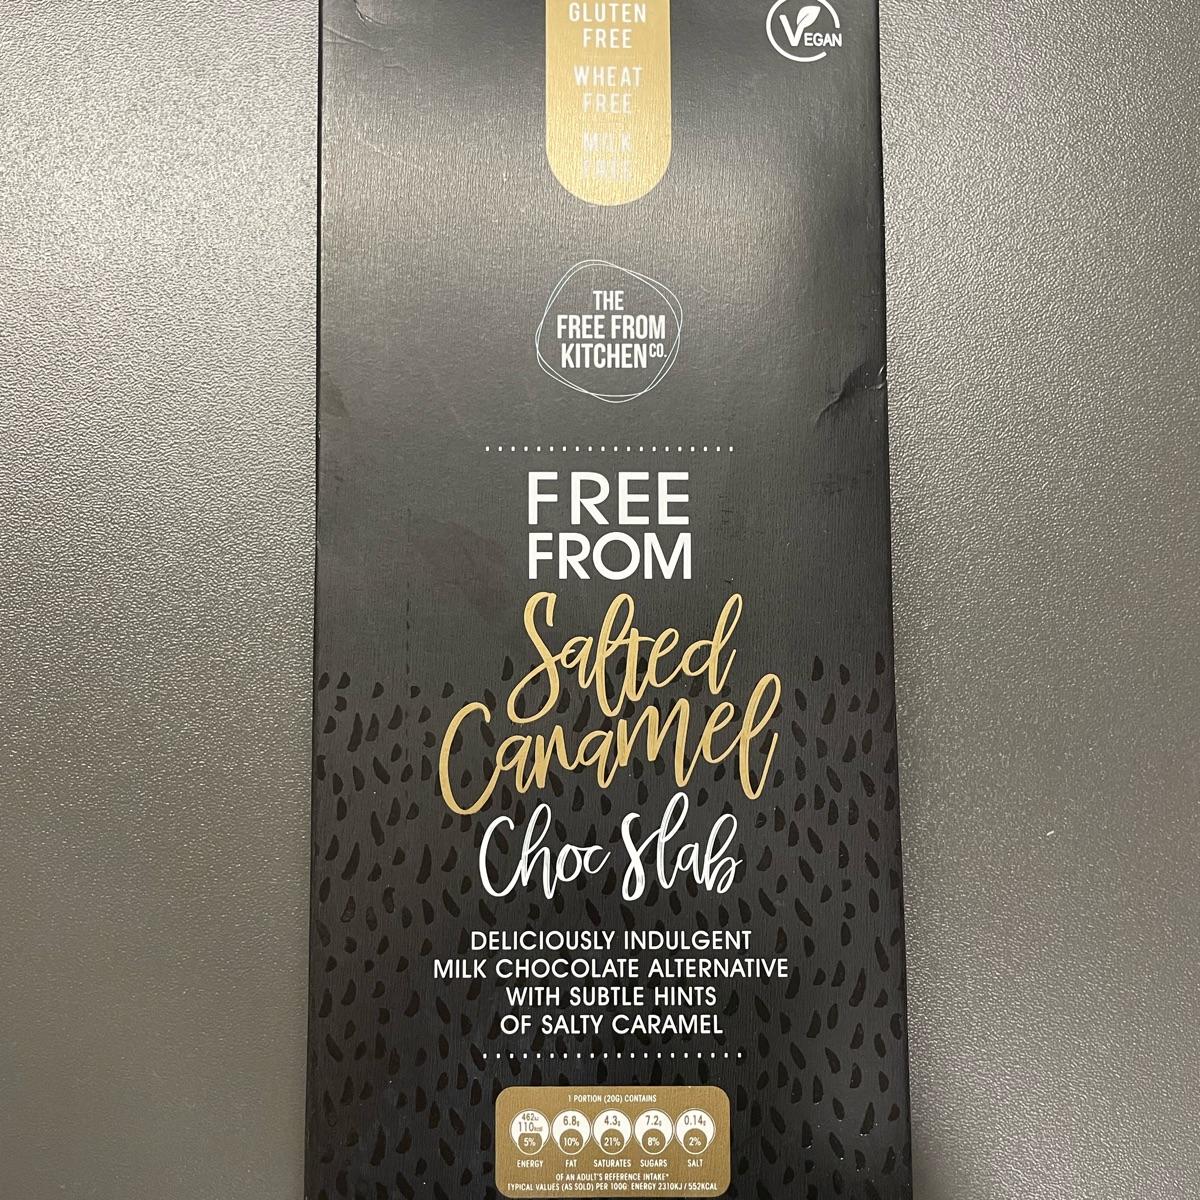 GLUTEN
FREE
WHEAT
FREE
MILK
FREE
VEGAN
THE
FREE FROM
KITCHEN CO.
FREE
FROM
Salted
Caramel
Choc Slab
DELICIOUSLY INDULGENT
MILK CHOCOLATE ALTERNATIVE
WITH SUBTLE HINTS
OF SALTY CARAMEL
1 PORTION (20G) CONTAINS
462kJ 6.8g 4.3g 7.2g 0.14g
110kcal
5% 10% 21% 8% 2%
ENERGY FAT SATURATES SUGARS SALT
OF AN ADULT'S REFERENCE INTAKE*
TYPICAL VALUES (AS SOLD) PER 100G: ENERGY 2310KJ / 552KCAL